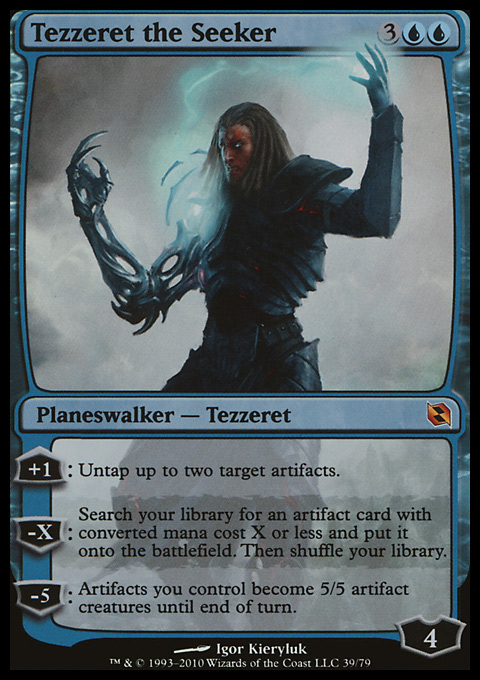 Tezzeret the Seeker 3
Planeswalker — Tezzeret
+1 : Untap up to two target artifacts.
Search your library for an artifact card with
-X : converted mana cost X or less and put it
onto the battlefield. Then shuffle your library.
-5 : Artifacts you control become 5/5 artifact
creatures until end of turn.
Igor Kieryluk
4
™ & © 1993–2010 Wizards of the Coast LLC 39/79